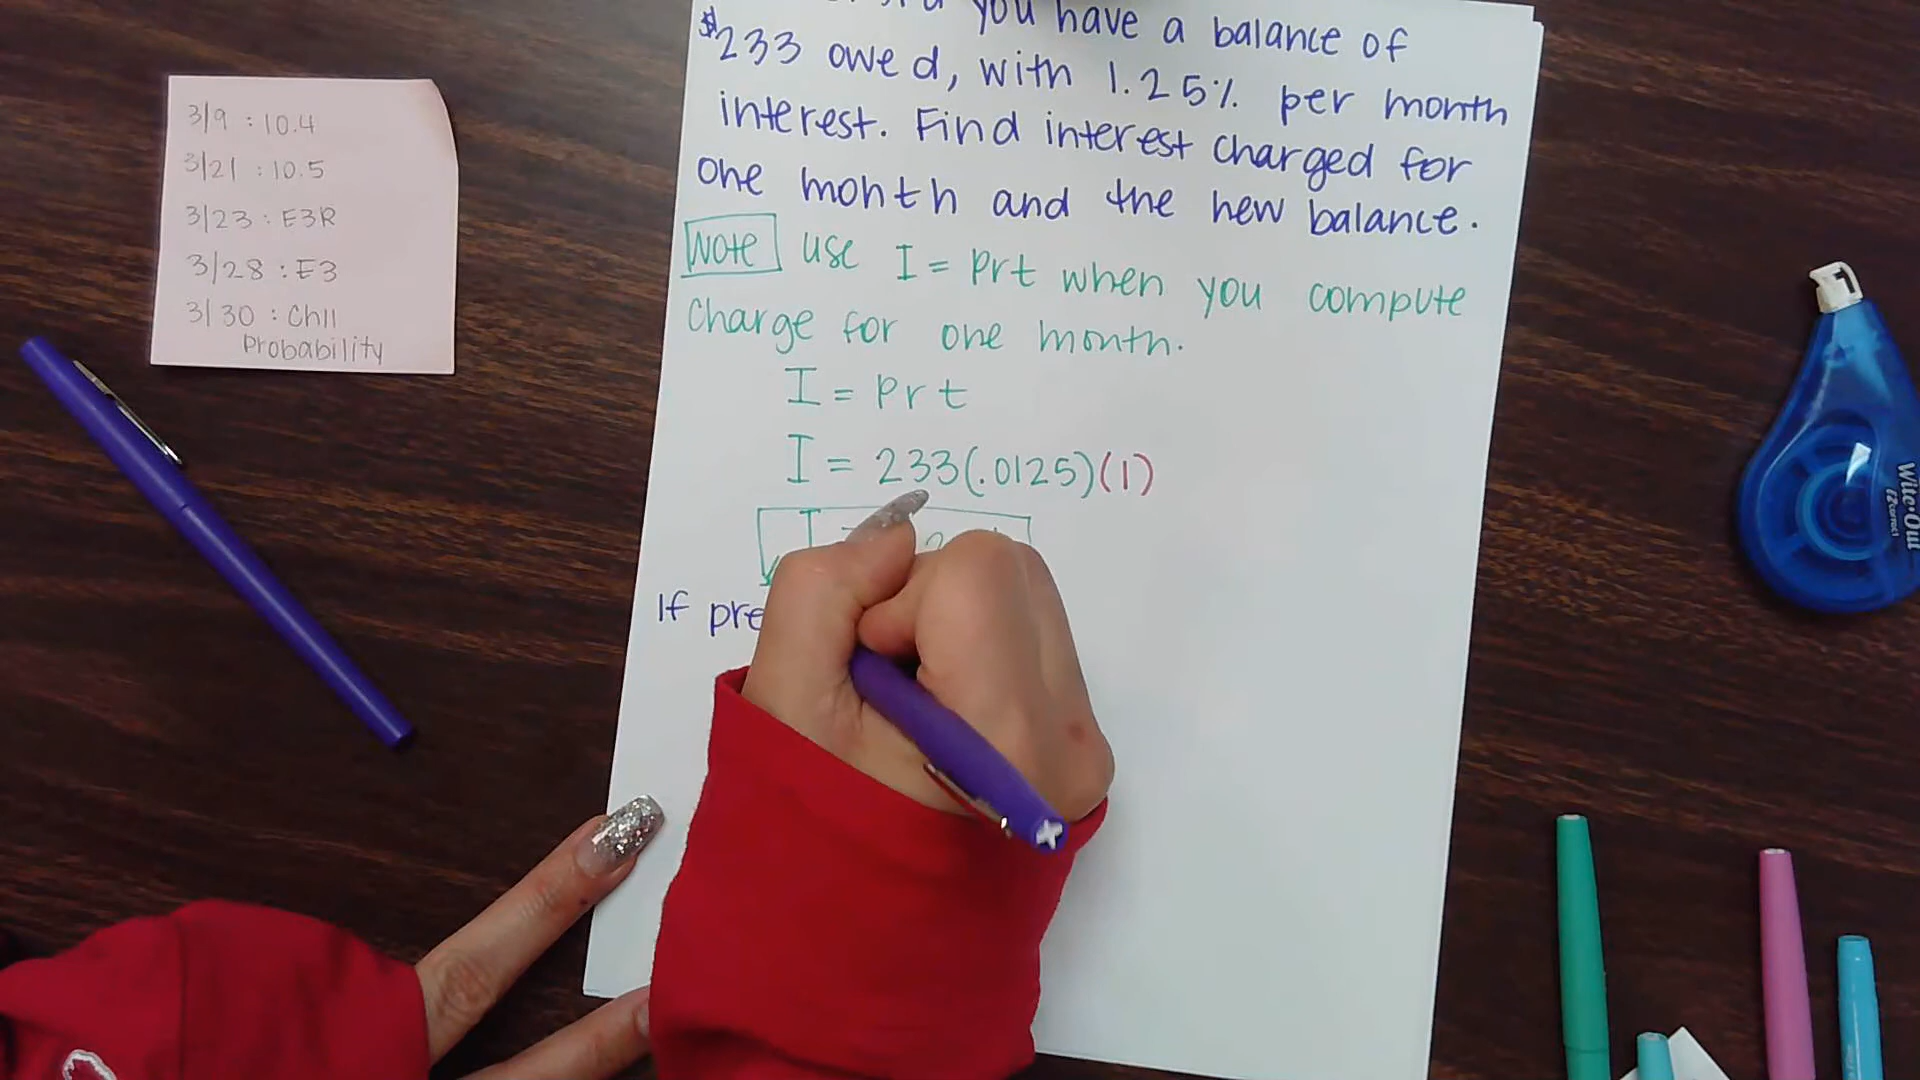 3/9 : 10.4
3/21 : 10.5
3/23 : E3R
3/28 : E3
3/30 : Ch11
Probability
you have a balance of
$233 owed, with 1.25% per month
interest. Find interest charged for
one month and the new balance.
Note use I = Prt when you compute
charge for one month.
I = Prt
I = 233(.0125)(1)
I =
If
Wite-Out
EZ correct